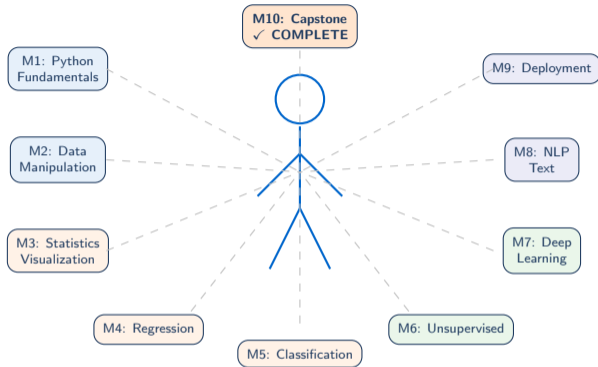 M10: Capstone
✓ COMPLETE
M1: Python
Fundamentals
M9: Deployment
M2: Data
Manipulation
M8: NLP
Text
M3: Statistics
Visualization
M7: Deep
Learning
M4: Regression
M6: Unsupervised
M5: Classification